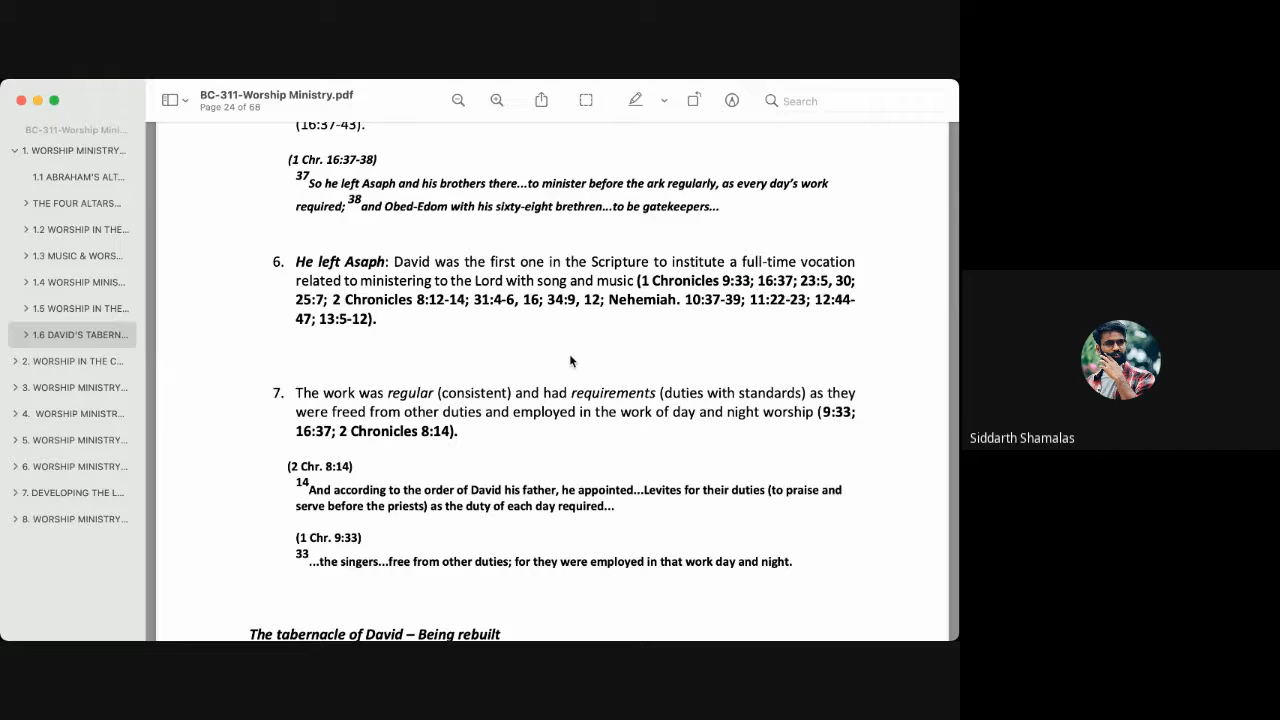 BC-311-Worship Ministry.pdf
Page 24 of 68
Search
BC-311-Worship Mini...
1. WORSHIP MINISTRY...
1.1 ABRAHAM'S ALT...
THE FOUR ALTARS...
1.2 WORSHIP IN THE...
1.3 MUSIC & WORS...
1.4 WORSHIP MINIS...
1.5 WORSHIP IN THE...
1.6 DAVID'S TABERN...
2. WORSHIP IN THE C...
3. WORSHIP MINISTRY...
4. WORSHIP MINISTR...
5. WORSHIP MINISTRY...
6. WORSHIP MINISTRY...
7. DEVELOPING THE L...
8. WORSHIP MINISTRY...
(16:37-43).
(1 Chr. 16:37-38)
37So he left Asaph and his brothers there...to minister before the ark regularly, as every day's work
required; 38and Obed-Edom with his sixty-eight brethren...to be gatekeepers...
6. He left Asaph: David was the first one in the Scripture to institute a full-time vocation
related to ministering to the Lord with song and music (1 Chronicles 9:33; 16:37; 23:5, 30;
25:7; 2 Chronicles 8:12-14; 31:4-6, 16; 34:9, 12; Nehemiah. 10:37-39; 11:22-23; 12:44-
47; 13:5-12).
7. The work was regular (consistent) and had requirements (duties with standards) as they
were freed from other duties and employed in the work of day and night worship (9:33;
16:37; 2 Chronicles 8:14).
(2 Chr. 8:14)
14And according to the order of David his father, he appointed...Levites for their duties (to praise and
serve before the priests) as the duty of each day required...
(1 Chr. 9:33)
33...the singers...free from other duties; for they were employed in that work day and night.
The tabernacle of David – Being rebuilt
Siddarth Shamalas